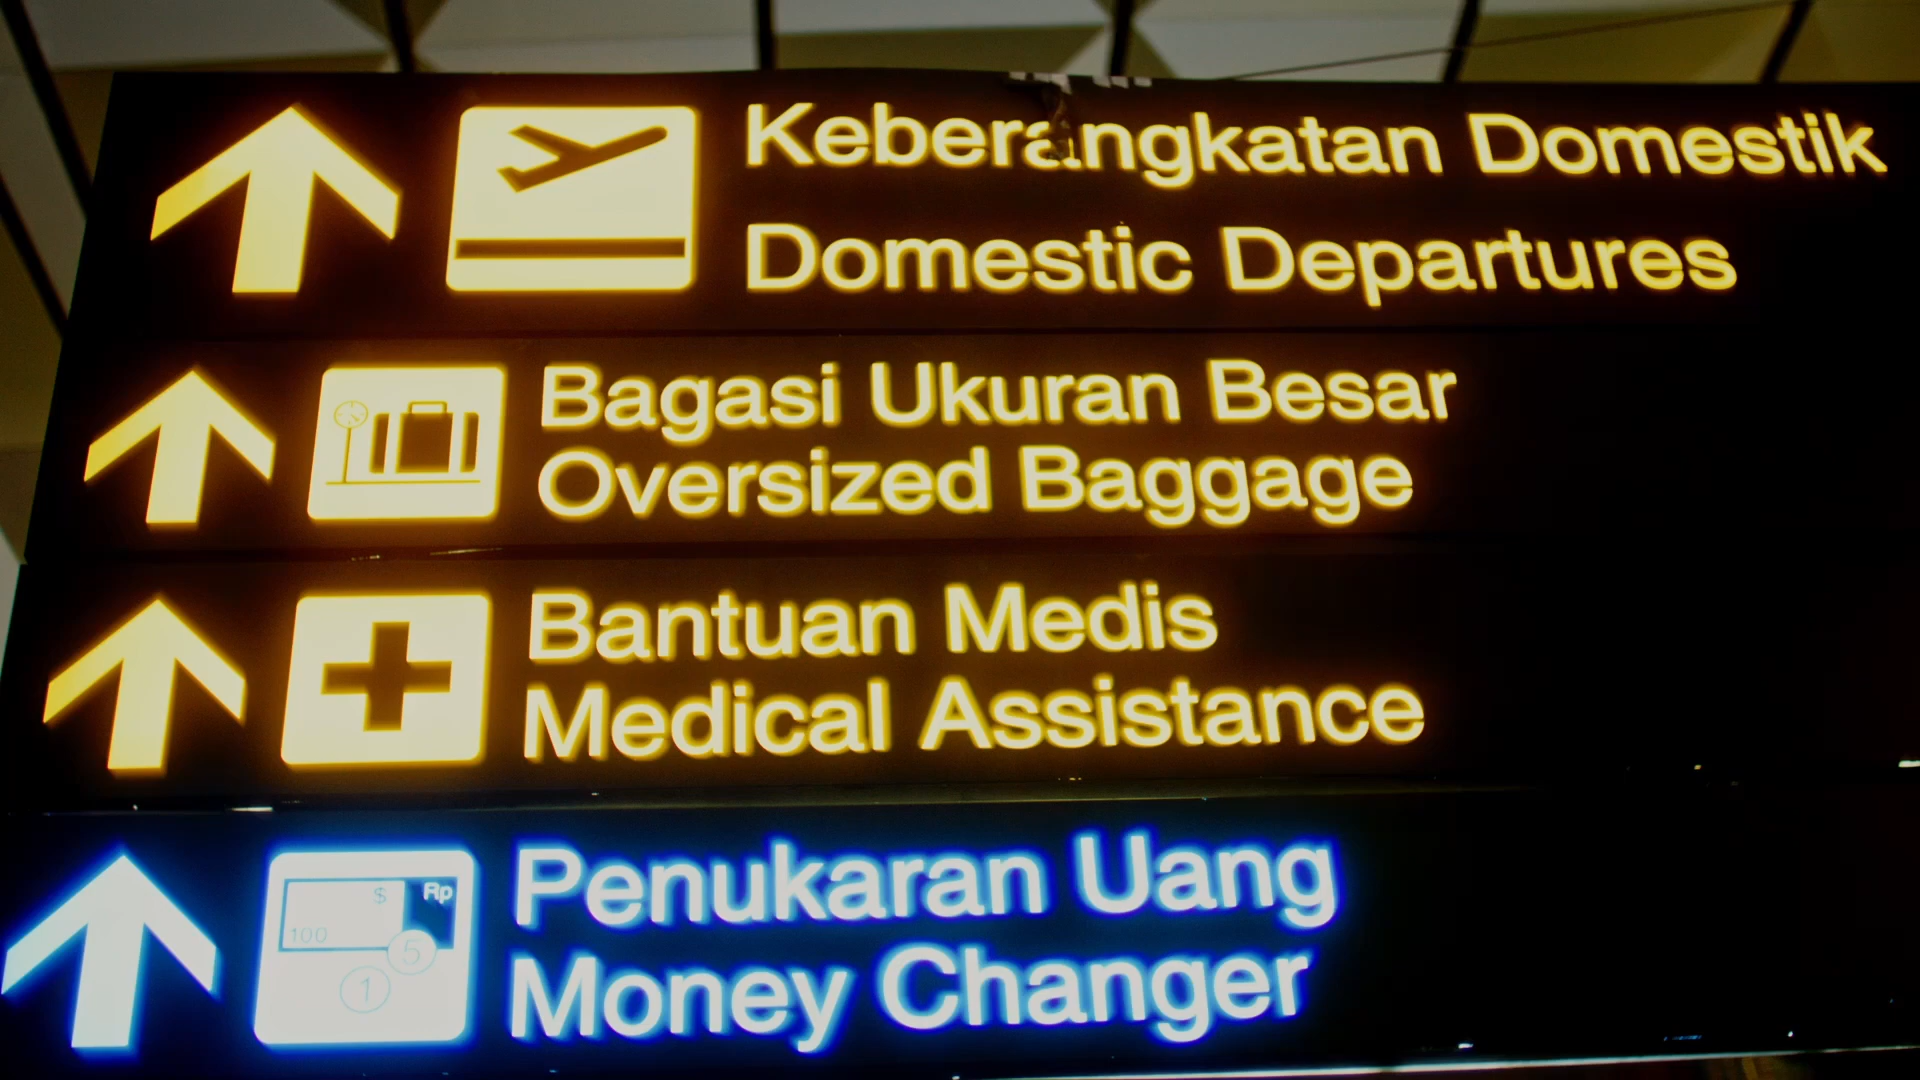 Keberangkatan Domestik
Domestic Departures
Bagasi Ukuran Besar
Oversized Baggage
Bantuan Medis
Medical Assistance
$ Rp
100
5
1
Penukaran Uang
Money Changer